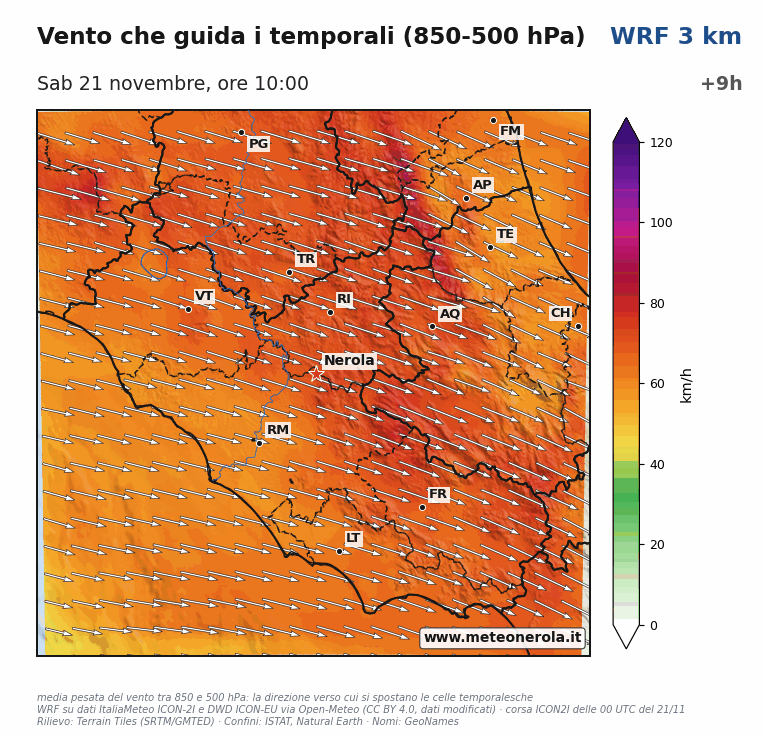 Vento che guida i temporali (850-500 hPa) WRF 3 km
Sab 21 novembre, ore 10:00 +9h
FM
PG
AP
TE
TR
VT
RI
AQ
CH
Nerola
RM
FR
LT
www.meteonerola.it
120
100
80
60
40
20
0
km/h
media pesata del vento tra 850 e 500 hPa: la direzione verso cui si spostano le celle temporalesche
WRF su dati ItaliaMeteo ICON-2I e DWD ICON-EU via Open-Meteo (CC BY 4.0, dati modificati) · corsa ICON2I delle 00 UTC del 21/11
Rilievo: Terrain Tiles (SRTM/GMTED) · Confini: ISTAT, Natural Earth · Nomi: GeoNames